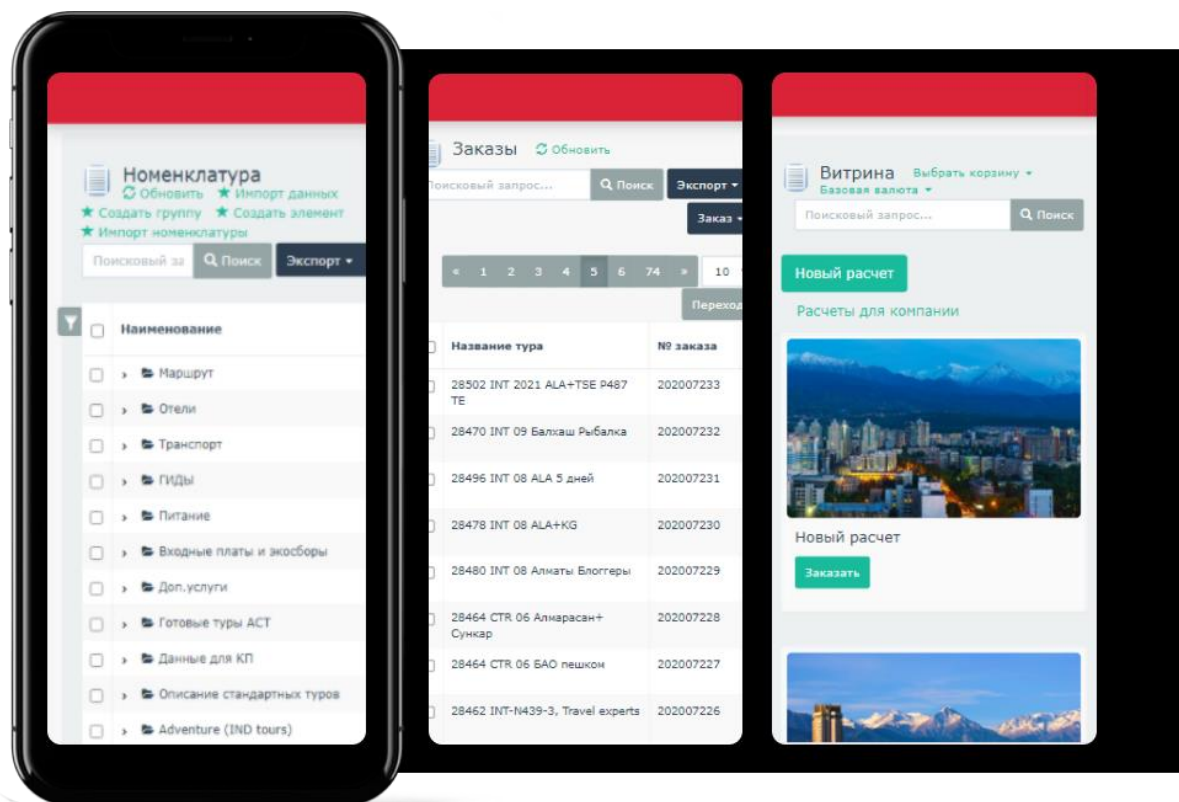 Номенклатура
Обновить ★ Импорт данных
★ Создать группу ★ Создать элемент
★ Импорт номенклатуры
Поисковый за Поиск Экспорт
Наименование
Маршрут
Отели
Транспорт
ГИДЫ
Питание
Входные платы и экосборы
Доп.услуги
Готовые туры АСТ
Данные для КП
Описание стандартных туров
Adventure (IND tours)
Заказы Обновить
Поисковый запрос... Поиск Экспорт
Заказ
« 1 2 3 4 5 6 74 » 10
Переход
Название тура № заказа
28502 INT 2021 ALA+TSE P487 202007233
TE
28470 INT 09 Балхаш Рыбалка 202007232
28496 INT 08 ALA 5 дней 202007231
28478 INT 08 ALA+KG 202007230
28480 INT 08 Алматы Блоггеры 202007229
28464 CTR 06 Алмарасан+ 202007228
Сункар
28464 CTR 06 БАО пешком 202007227
28462 INT-N439-3, Travel experts 202007226
Витрина Выбрать корзину
Базовая валюта
Поисковый запрос... Поиск
Новый расчет
Расчеты для компании
Новый расчет
Заказать